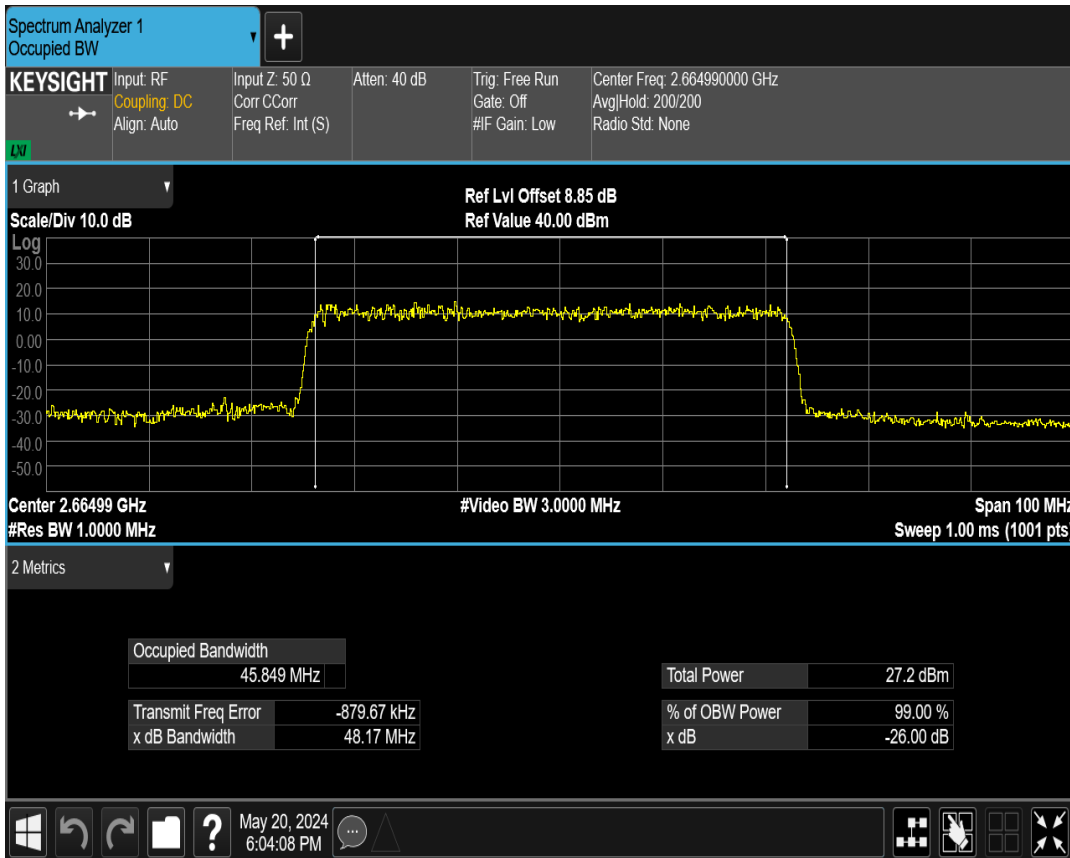 Spectrum Analyzer 1
Occupied BW
+
KEYSIGHT
LXI
Input: RF
Coupling: DC
Align: Auto
Input Z: 50 Ω
Corr CCorr
Freq Ref: Int (S)
Atten: 40 dB
Trig: Free Run
Gate: Off
#IF Gain: Low
Center Freq: 2.664990000 GHz
Avg|Hold: 200/200
Radio Std: None
1 Graph
Ref Lvl Offset 8.85 dB
Scale/Div 10.0 dB
Ref Value 40.00 dBm
Log
30.0
20.0
10.0
0.00
-10.0
-20.0
-30.0
-40.0
-50.0
Center 2.66499 GHz
#Video BW 3.0000 MHz
Span 100 MHz
#Res BW 1.0000 MHz
Sweep 1.00 ms (1001 pts)
2 Metrics
Occupied Bandwidth
45.849 MHz
Total Power 27.2 dBm
Transmit Freq Error -879.67 kHz
% of OBW Power 99.00 %
x dB Bandwidth 48.17 MHz
x dB -26.00 dB
?
May 20, 2024
6:04:08 PM